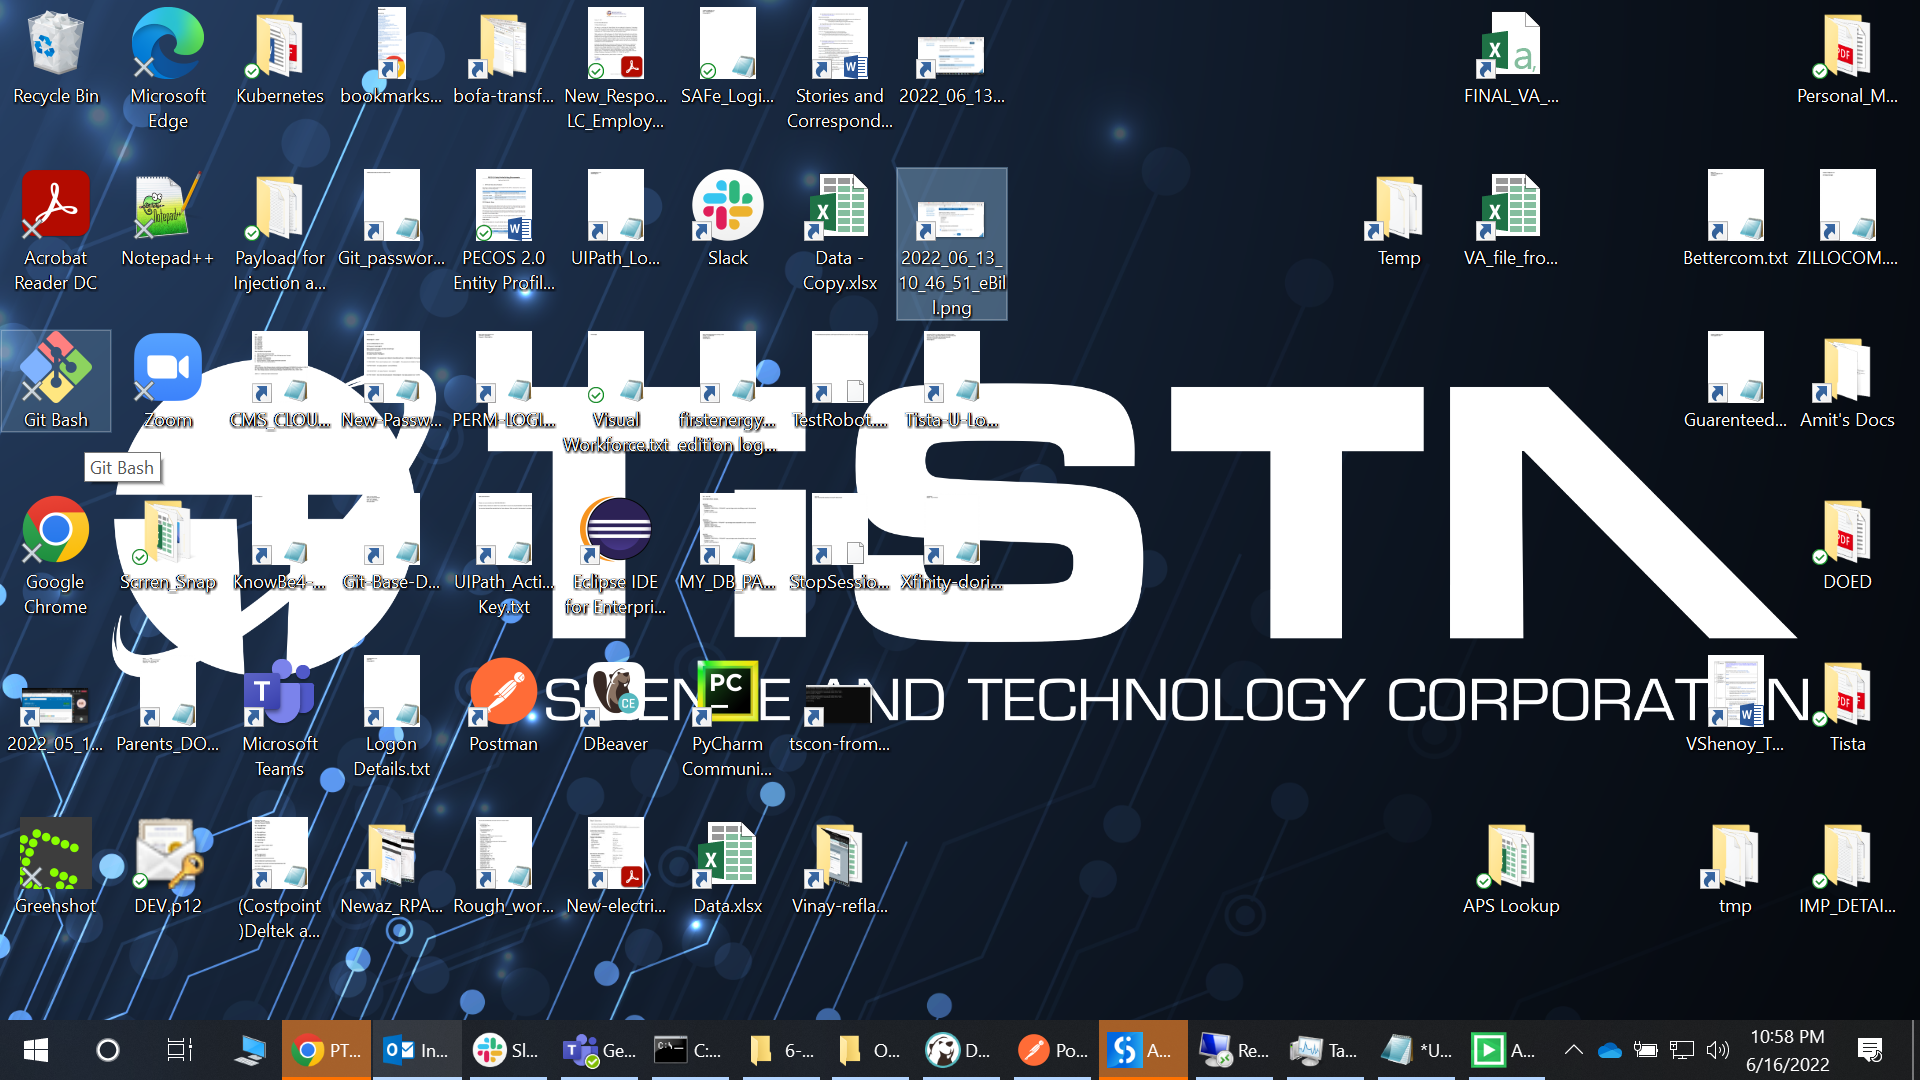 Recycle Bin
Microsoft
Edge
Kubernetes
bookmarks...
bofa-transf...
New_Respo...
LC_Employ...
SAFe_Logi...
Stories and
Correspond...
2022_06_13...
FINAL_VA_...
Personal_M...
Acrobat
Reader DC
Notepad++
Payload for
Injection a...
Git_passwor...
PECOS 2.0
Entity Profil...
UIPath_Lo...
Slack
Data -
Copy.xlsx
2022_06_13_
10_46_51_eBil
l.png
Temp
VA_file_fro...
Bettercom.txt
ZILLOCOM....
Git Bash
Zoom
CMS_CLOU...
New-Passw...
PERM-LOGI...
Visual
Workforce.txt
firstenergy...
edition log...
TestRobot....
Tista-U-Lo...
Guarenteed...
Amit's Docs
Git Bash
TiSTA
SCIENCE AND TECHNOLOGY CORPORATION
Google
Chrome
Scrren_Snap
KnowBe4-...
Git-Base-D...
UIPath_Acti...
Key.txt
Eclipse IDE
for Enterpri...
MY_DB_PA...
StopSessio...
Xfinity-dori...
DOED
2022_05_1...
Parents_DO...
Microsoft
Teams
Logon
Details.txt
Postman
DBeaver
PyCharm
Communi...
tscon-from...
VShenoy_T...
Tista
Greenshot
DEV.p12
(Costpoint
)Deltek a...
Newaz_RPA...
Rough_wor...
New-electri...
Data.xlsx
Vinay-refla...
APS Lookup
tmp
IMP_DETAI...
PT...
In...
Sl...
Ge...
C:...
6-...
O...
D...
Po...
A...
Re...
Ta...
*U...
A...
10:58 PM
6/16/2022